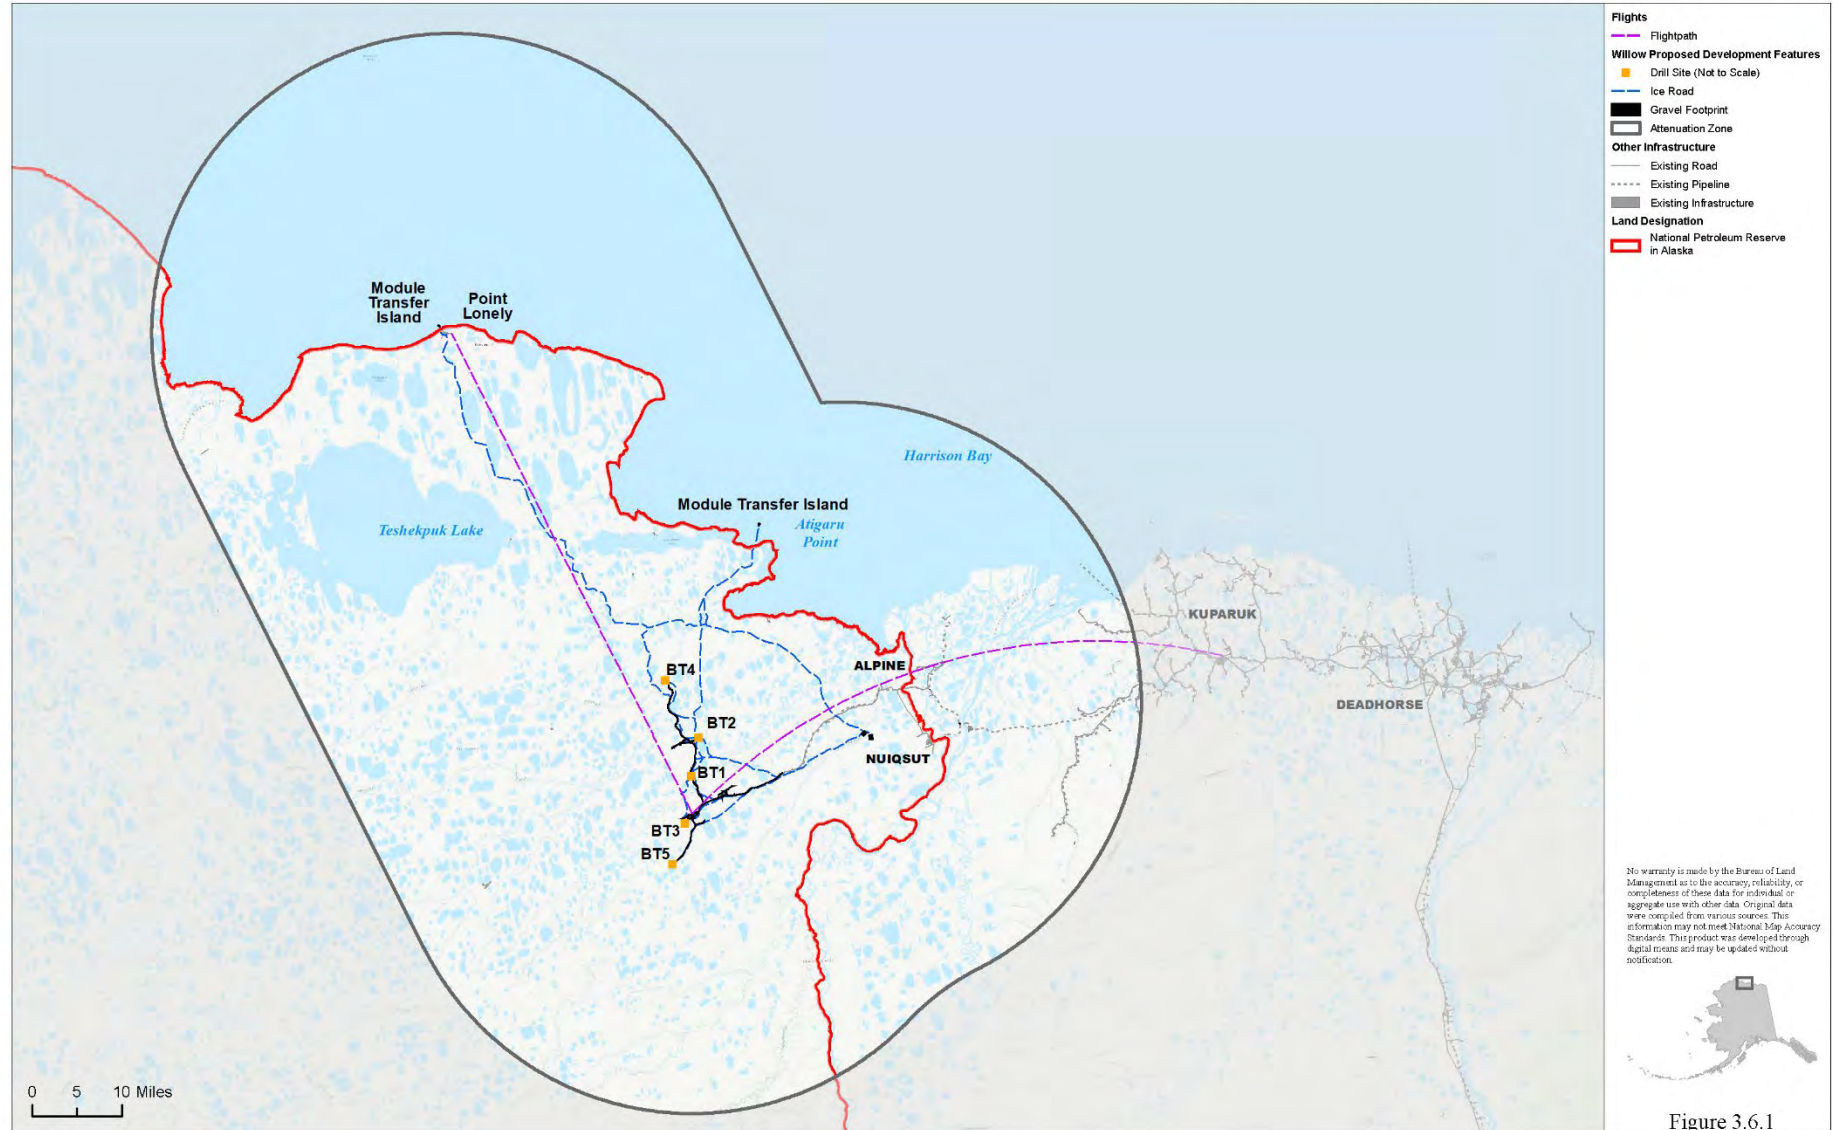 Module
Transfer
Island
Point
Lonely
Harrison Bay
Module Transfer Island
Atigaru
Point
Teshekpuk Lake
KUPARUK
ALPINE
BT4
DEADHORSE
BT2
NUIQSUT
BT1
BT3
BT5
0 5 10 Miles
Flights
Flightpath
Willow Proposed Development Features
Drill Site (Not to Scale)
Ice Road
Gravel Footprint
Attenuation Zone
Other Infrastructure
Existing Road
Existing Pipeline
Existing Infrastructure
Land Designation
National Petroleum Reserve
in Alaska
No warranty is made by the Bureau of Land
Management as to the accuracy, reliability, or
completeness of these data for individual or
aggregate use with other data. Original data
were compiled from various sources. This
information may not meet National Map Accuracy
Standards. This product was developed through
digital means and may be updated without
notification.
Figure 3.6.1